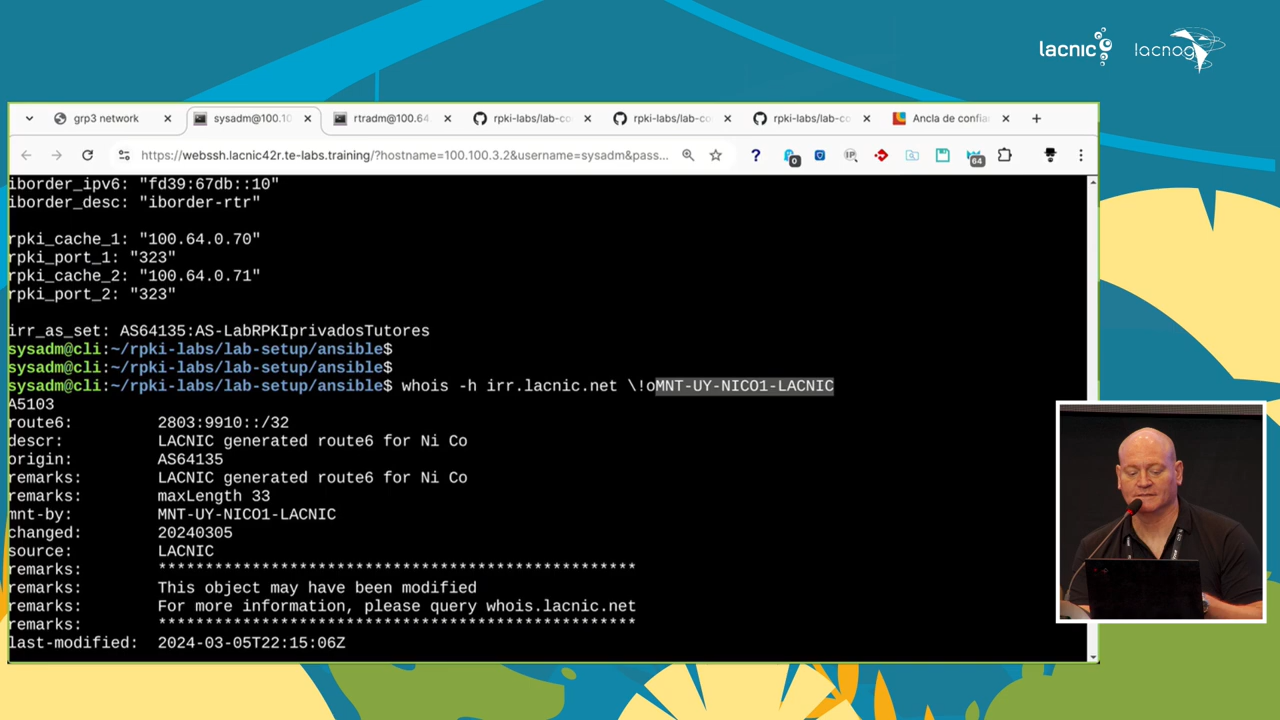 lacnic
lacnog
grp3 network
sysadm@100.10
rtradm@100.64.
rpki-labs/lab-co
rpki-labs/lab-co
rpki-labs/lab-co
Ancla de confia
https://webssh.lacnic42r.te-labs.training/?hostname=100.100.3.2&username=sysadm&pass...
?
0
IP
64
iborder_ipv6: "fd39:67db::10"
iborder_desc: "iborder-rtr"
rpki_cache_1: "100.64.0.70"
rpki_port_1: "323"
rpki_cache_2: "100.64.0.71"
rpki_port_2: "323"
irr_as_set: AS64135:AS-LabRPKIprivadosTutores
sysadm@cli:~/rpki-labs/lab-setup/ansible$
sysadm@cli:~/rpki-labs/lab-setup/ansible$
sysadm@cli:~/rpki-labs/lab-setup/ansible$ whois -h irr.lacnic.net \!oMNT-UY-NICO1-LACNIC
A5103
route6: 2803:9910::/32
descr: LACNIC generated route6 for Ni Co
origin: AS64135
remarks: LACNIC generated route6 for Ni Co
remarks: maxLength 33
mnt-by: MNT-UY-NICO1-LACNIC
changed: 20240305
source: LACNIC
remarks: ***************************************************
remarks: This object may have been modified
remarks: For more information, please query whois.lacnic.net
remarks: ***************************************************
last-modified: 2024-03-05T22:15:06Z